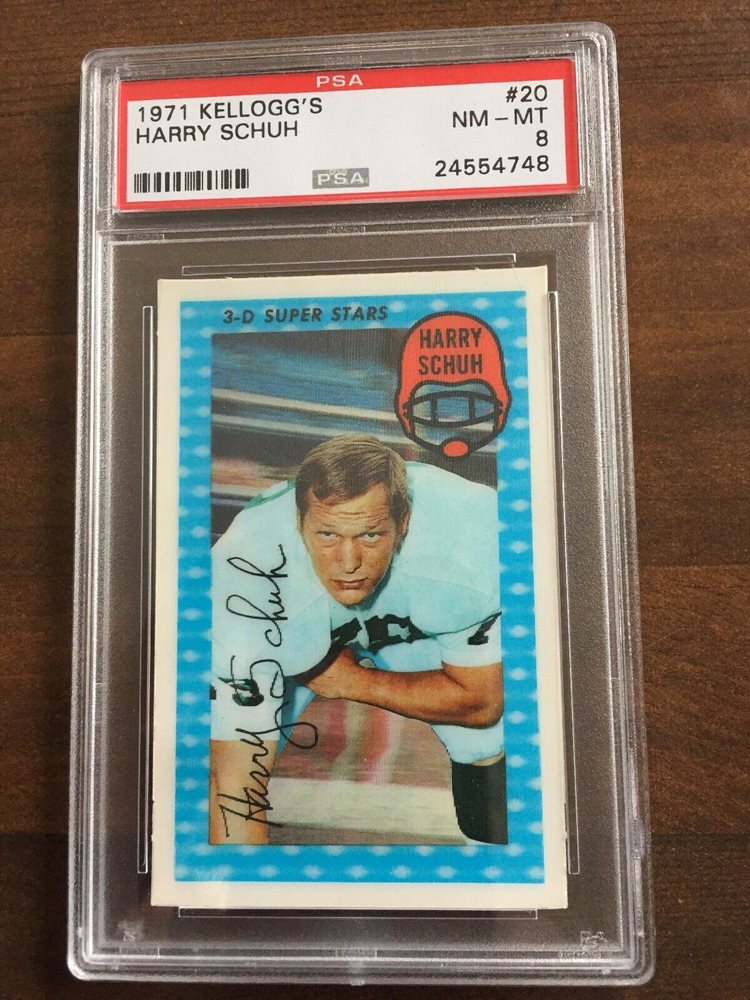 PSA
1971 KELLOGG'S #20
HARRY SCHUH NM - MT
8
PSA 24554748
3-D SUPER STARS
HARRY
SCHUH
Harry Schuh